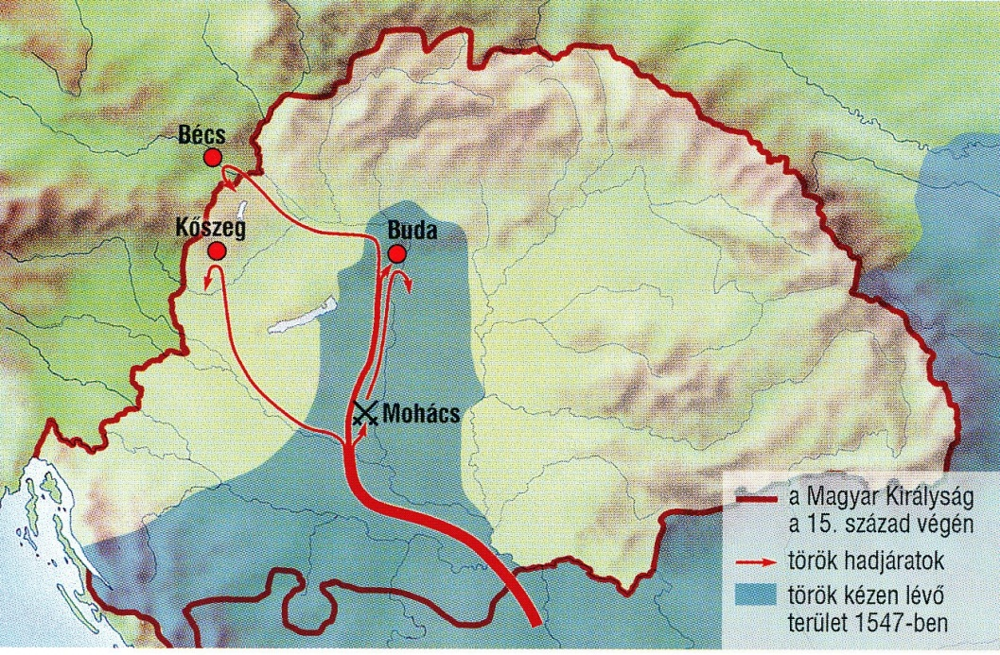 Bécs
Kőszeg
Buda
Mohács
a Magyar Királyság
a 15. század végén
török hadjáratok
török kézen lévő
terület 1547-ben